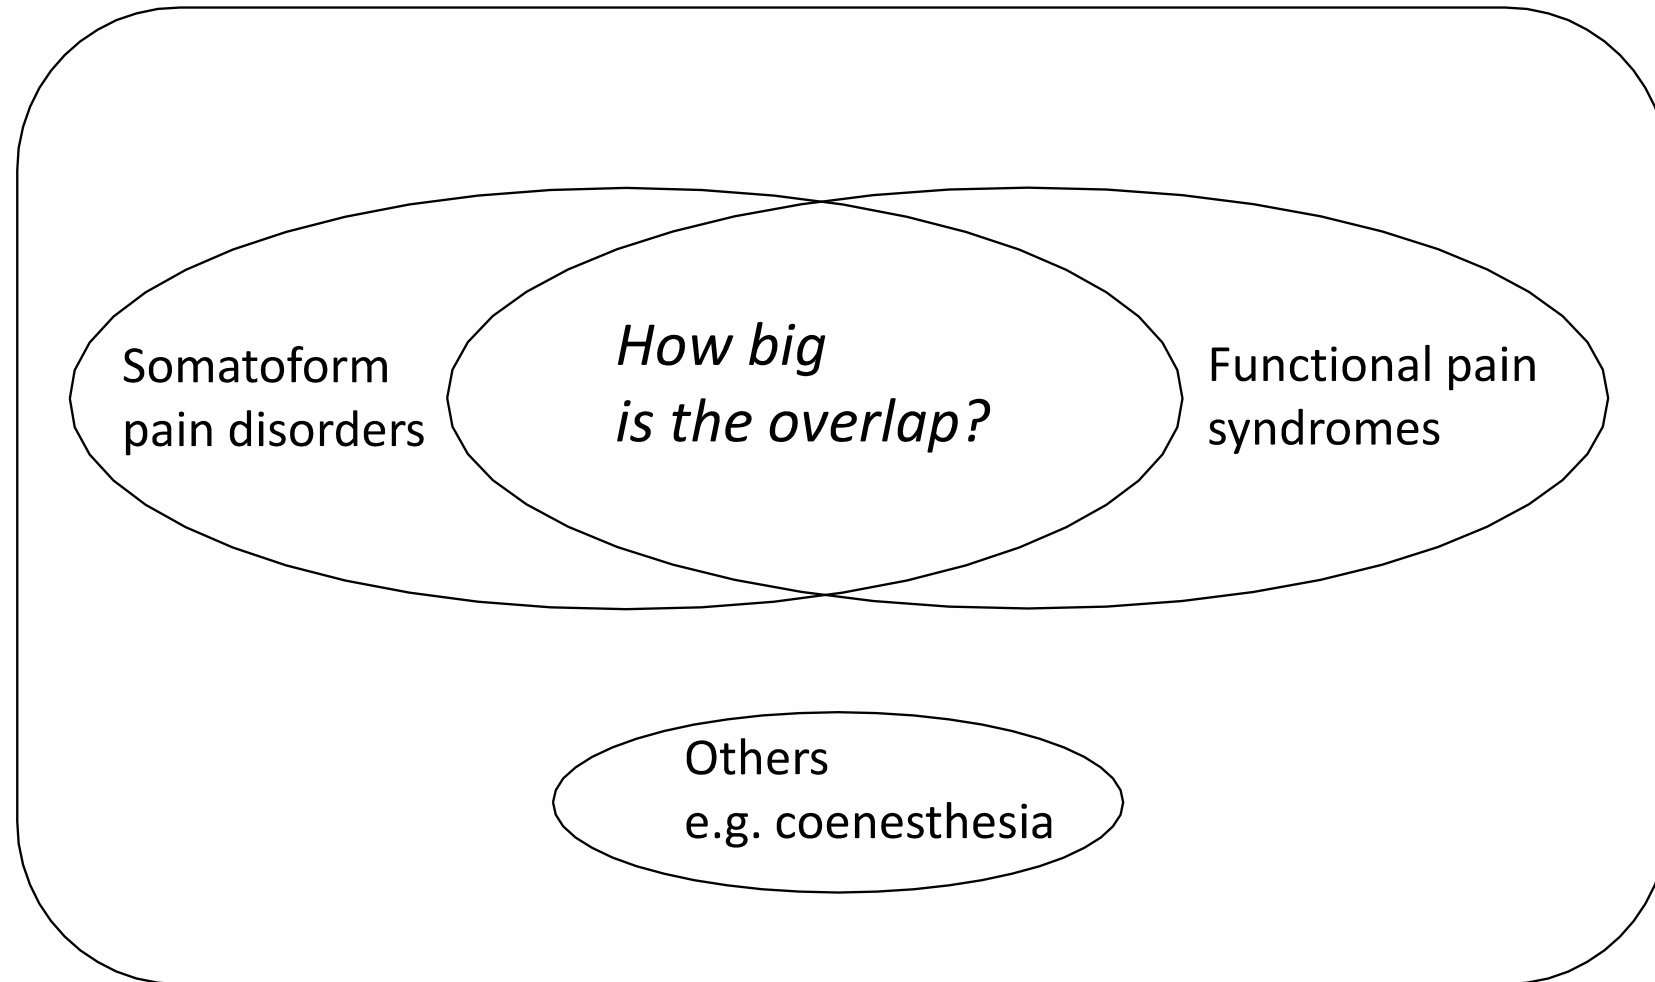 Somatoform
pain disorders
How big
is the overlap?
Functional pain
syndromes
Others
e.g. coenesthesia